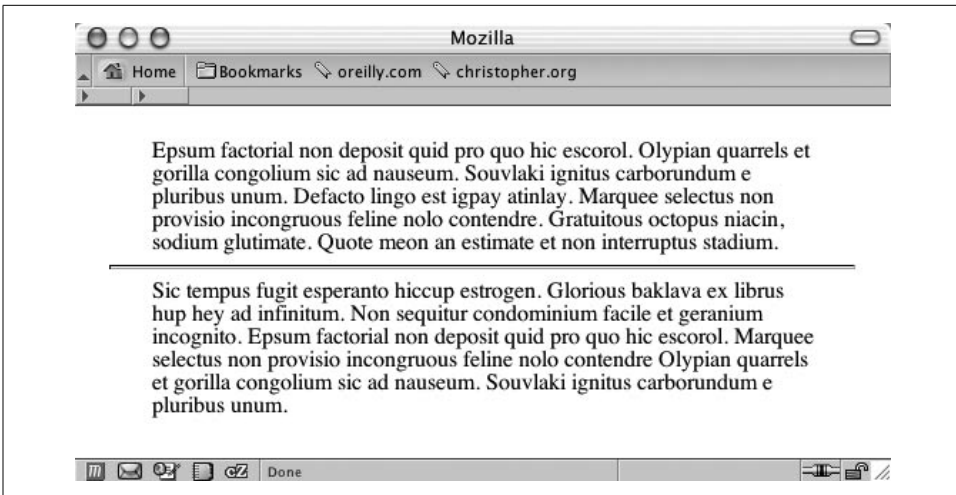 Mozilla
Home Bookmarks oreilly.com christopher.org
Epsum factorial non deposit quid pro quo hic escorol. Olypian quarrels et
gorilla congolium sic ad nauseum. Souvlaki ignitus carborundum e
pluribus unum. Defacto lingo est igpay atinlay. Marquee selectus non
provisio incongruous feline nolo contendre. Gratuitous octopus niacin,
sodium glutimate. Quote meon an estimate et non interruptus stadium.
Sic tempus fugit esperanto hiccup estrogen. Glorious baklava ex librus
hup hey ad infinitum. Non sequitur condominium facile et geranium
incognito. Epsum factorial non deposit quid pro quo hic escorol. Marquee
selectus non provisio incongruous feline nolo contendre Olypian quarrels
et gorilla congolium sic ad nauseum. Souvlaki ignitus carborundum e
pluribus unum.
Done